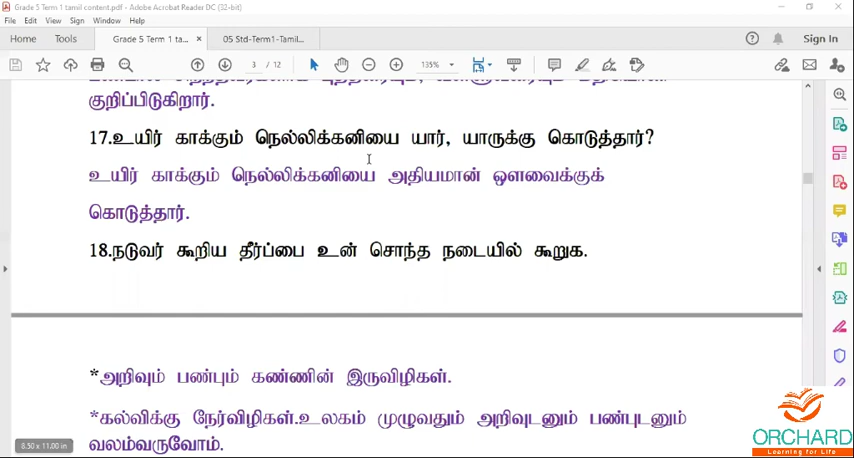 Grade 5 Term 1 tamil content.pdf - Adobe Acrobat Reader DC (32-bit)
File Edit View Sign Window Help
Home Tools Grade 5 Term 1 ta... × 05 Std-Term1-Tamil... Sign In
3 / 12 135%
குறிப்பிடுகிறார்.
17.உயிர் காக்கும் நெல்லிக்கனியை யார், யாருக்கு கொடுத்தார்?
உயிர் காக்கும் நெல்லிக்கனியை அதியமான் ஔவைக்குக்
கொடுத்தார்.
18.நடுவர் கூறிய தீர்ப்பை உன் சொந்த நடையில் கூறுக.
*அறிவும் பண்பும் கண்ணின் இருவிழிகள்.
*கல்விக்கு நேர்விழிகள்.உலகம் முழுவதும் அறிவுடனும் பண்புடனும்
வலம்வருவோம்.
8.50 x 11.00 in
ORCHARD
Learning for Life